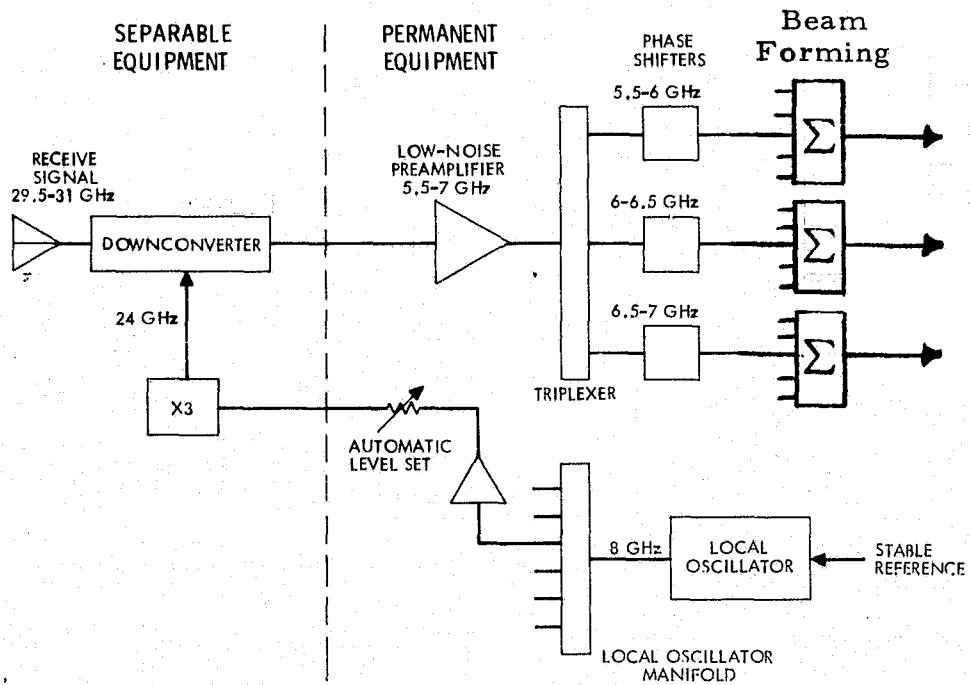 SEPARABLE
EQUIPMENT
PERMANENT
EQUIPMENT
PHASE
SHIFTERS
Beam
Forming
5.5-6 GHz
Σ
RECEIVE
SIGNAL
29.5-31 GHz
DOWNCONVERTER
LOW-NOISE
PREAMPLIFIER
5.5-7 GHz
6-6.5 GHz
Σ
24 GHz
6.5-7 GHz
Σ
TRIPLEXER
X3
AUTOMATIC
LEVEL SET
8 GHz
LOCAL
OSCILLATOR
STABLE
REFERENCE
LOCAL OSCILLATOR
MANIFOLD